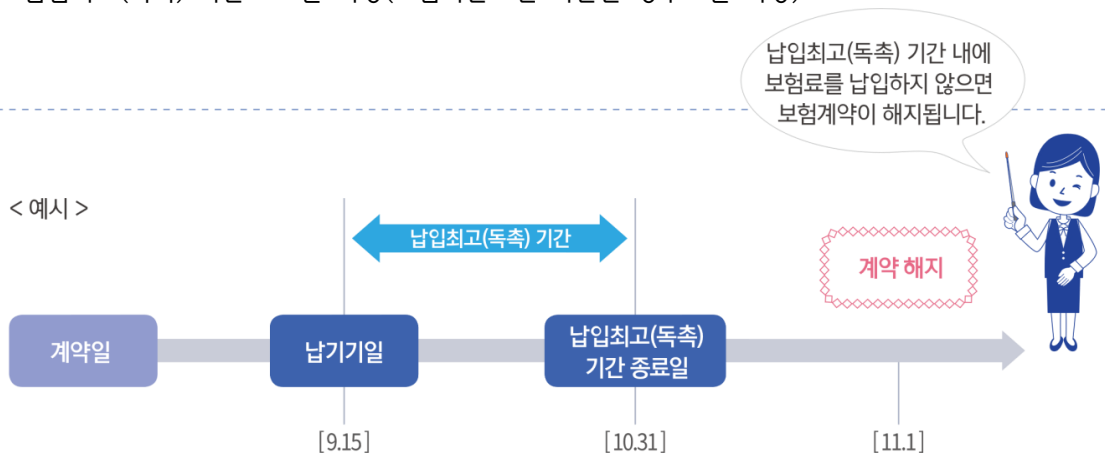 납입최고(독촉) 기간 내에
보험료를 납입하지 않으면
보험계약이 해지됩니다.
< 예시 >
납입최고(독촉) 기간
계약 해지
계약일
납기기일
납입최고(독촉)
기간 종료일
[9.15]
[10.31]
[11.1]